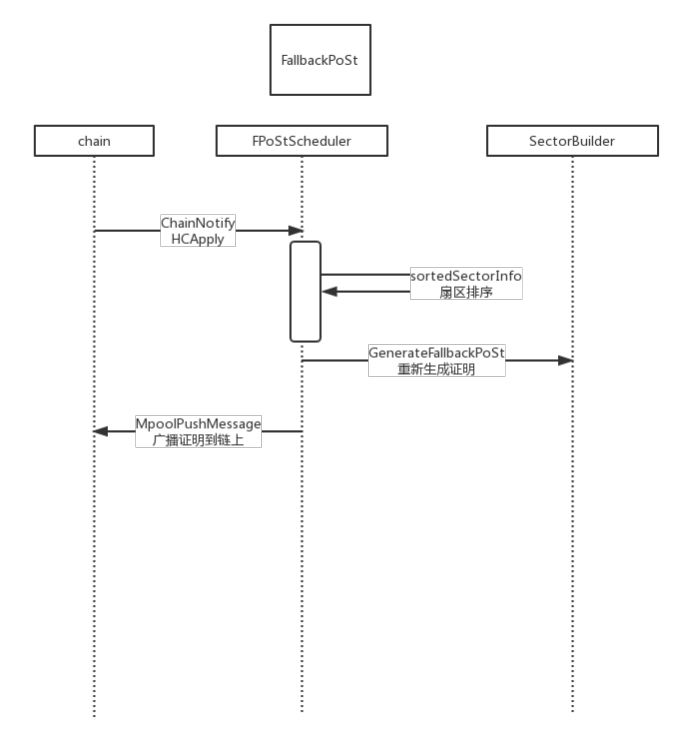 FallbackPoSt
chain
FPoStScheduler
SectorBuilder
ChainNotify
HCApply
sortedSectorInfo
扇区排序
GenerateFallbackPoSt
重新生成证明
MpoolPushMessage
广播证明到链上